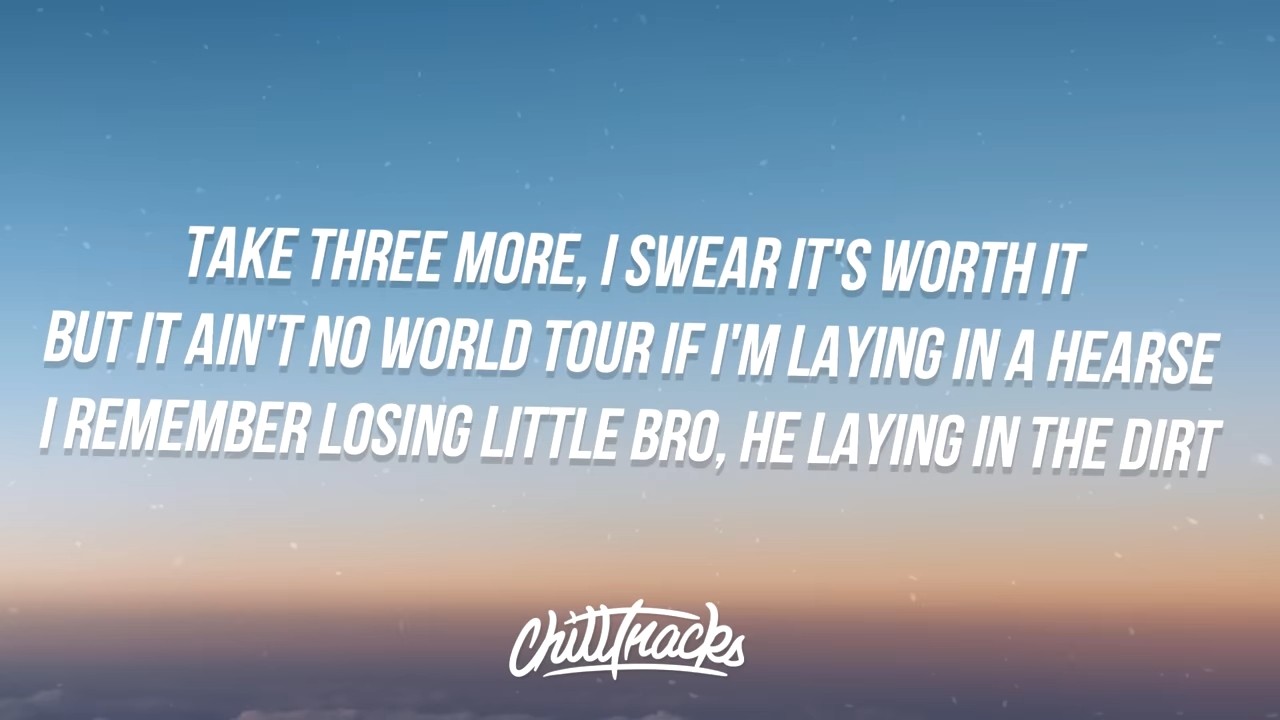 TAKE THREE MORE, I SWEAR IT'S WORTH IT
BUT IT AIN'T NO WORLD TOUR IF I'M LAYING IN A HEARSE
I REMEMBER LOSING LITTLE BRO, HE LAYING IN THE DIRT
ChillTracks